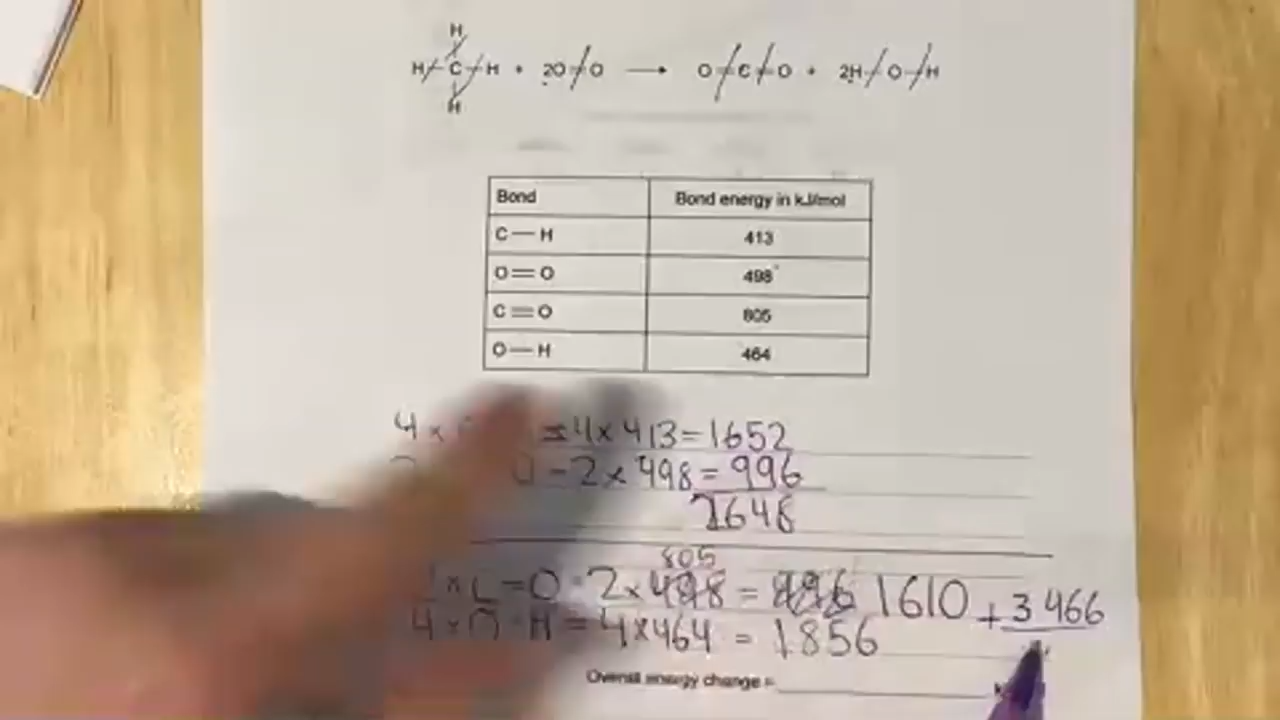 H
H C H + 2O O → O C O + 2H O H
H
Bond Bond energy in kJ/mol
C—H 413
O=O 498
C=O 805
O—H 464
4 × = 4 × 413 = 1652
= 2 × 498 = 996
2648
805
× C = O = 2 × 498 = 996 1610 + 3466
4 × O - H = 4 × 464 = 1856
Overall energy change =